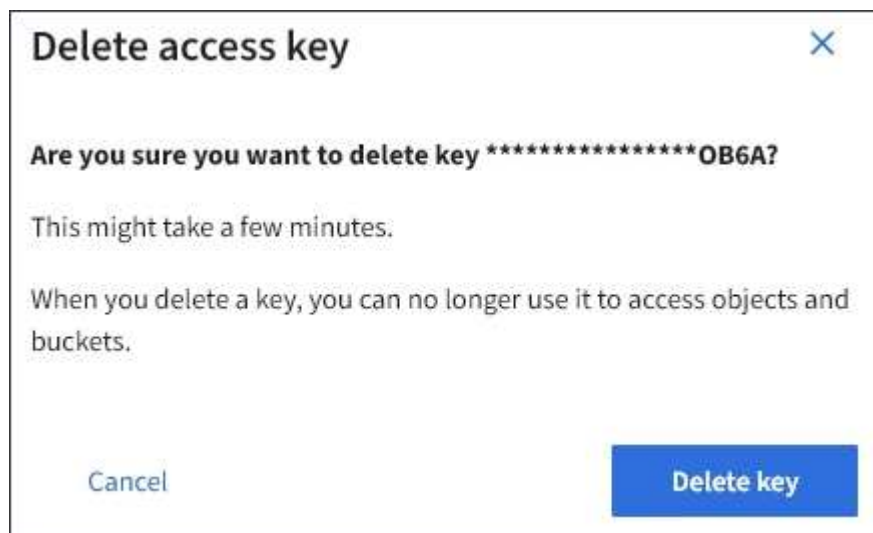 Delete access key
Are you sure you want to delete key ****************OB6A?
This might take a few minutes.
When you delete a key, you can no longer use it to access objects and
buckets.
Cancel
Delete key